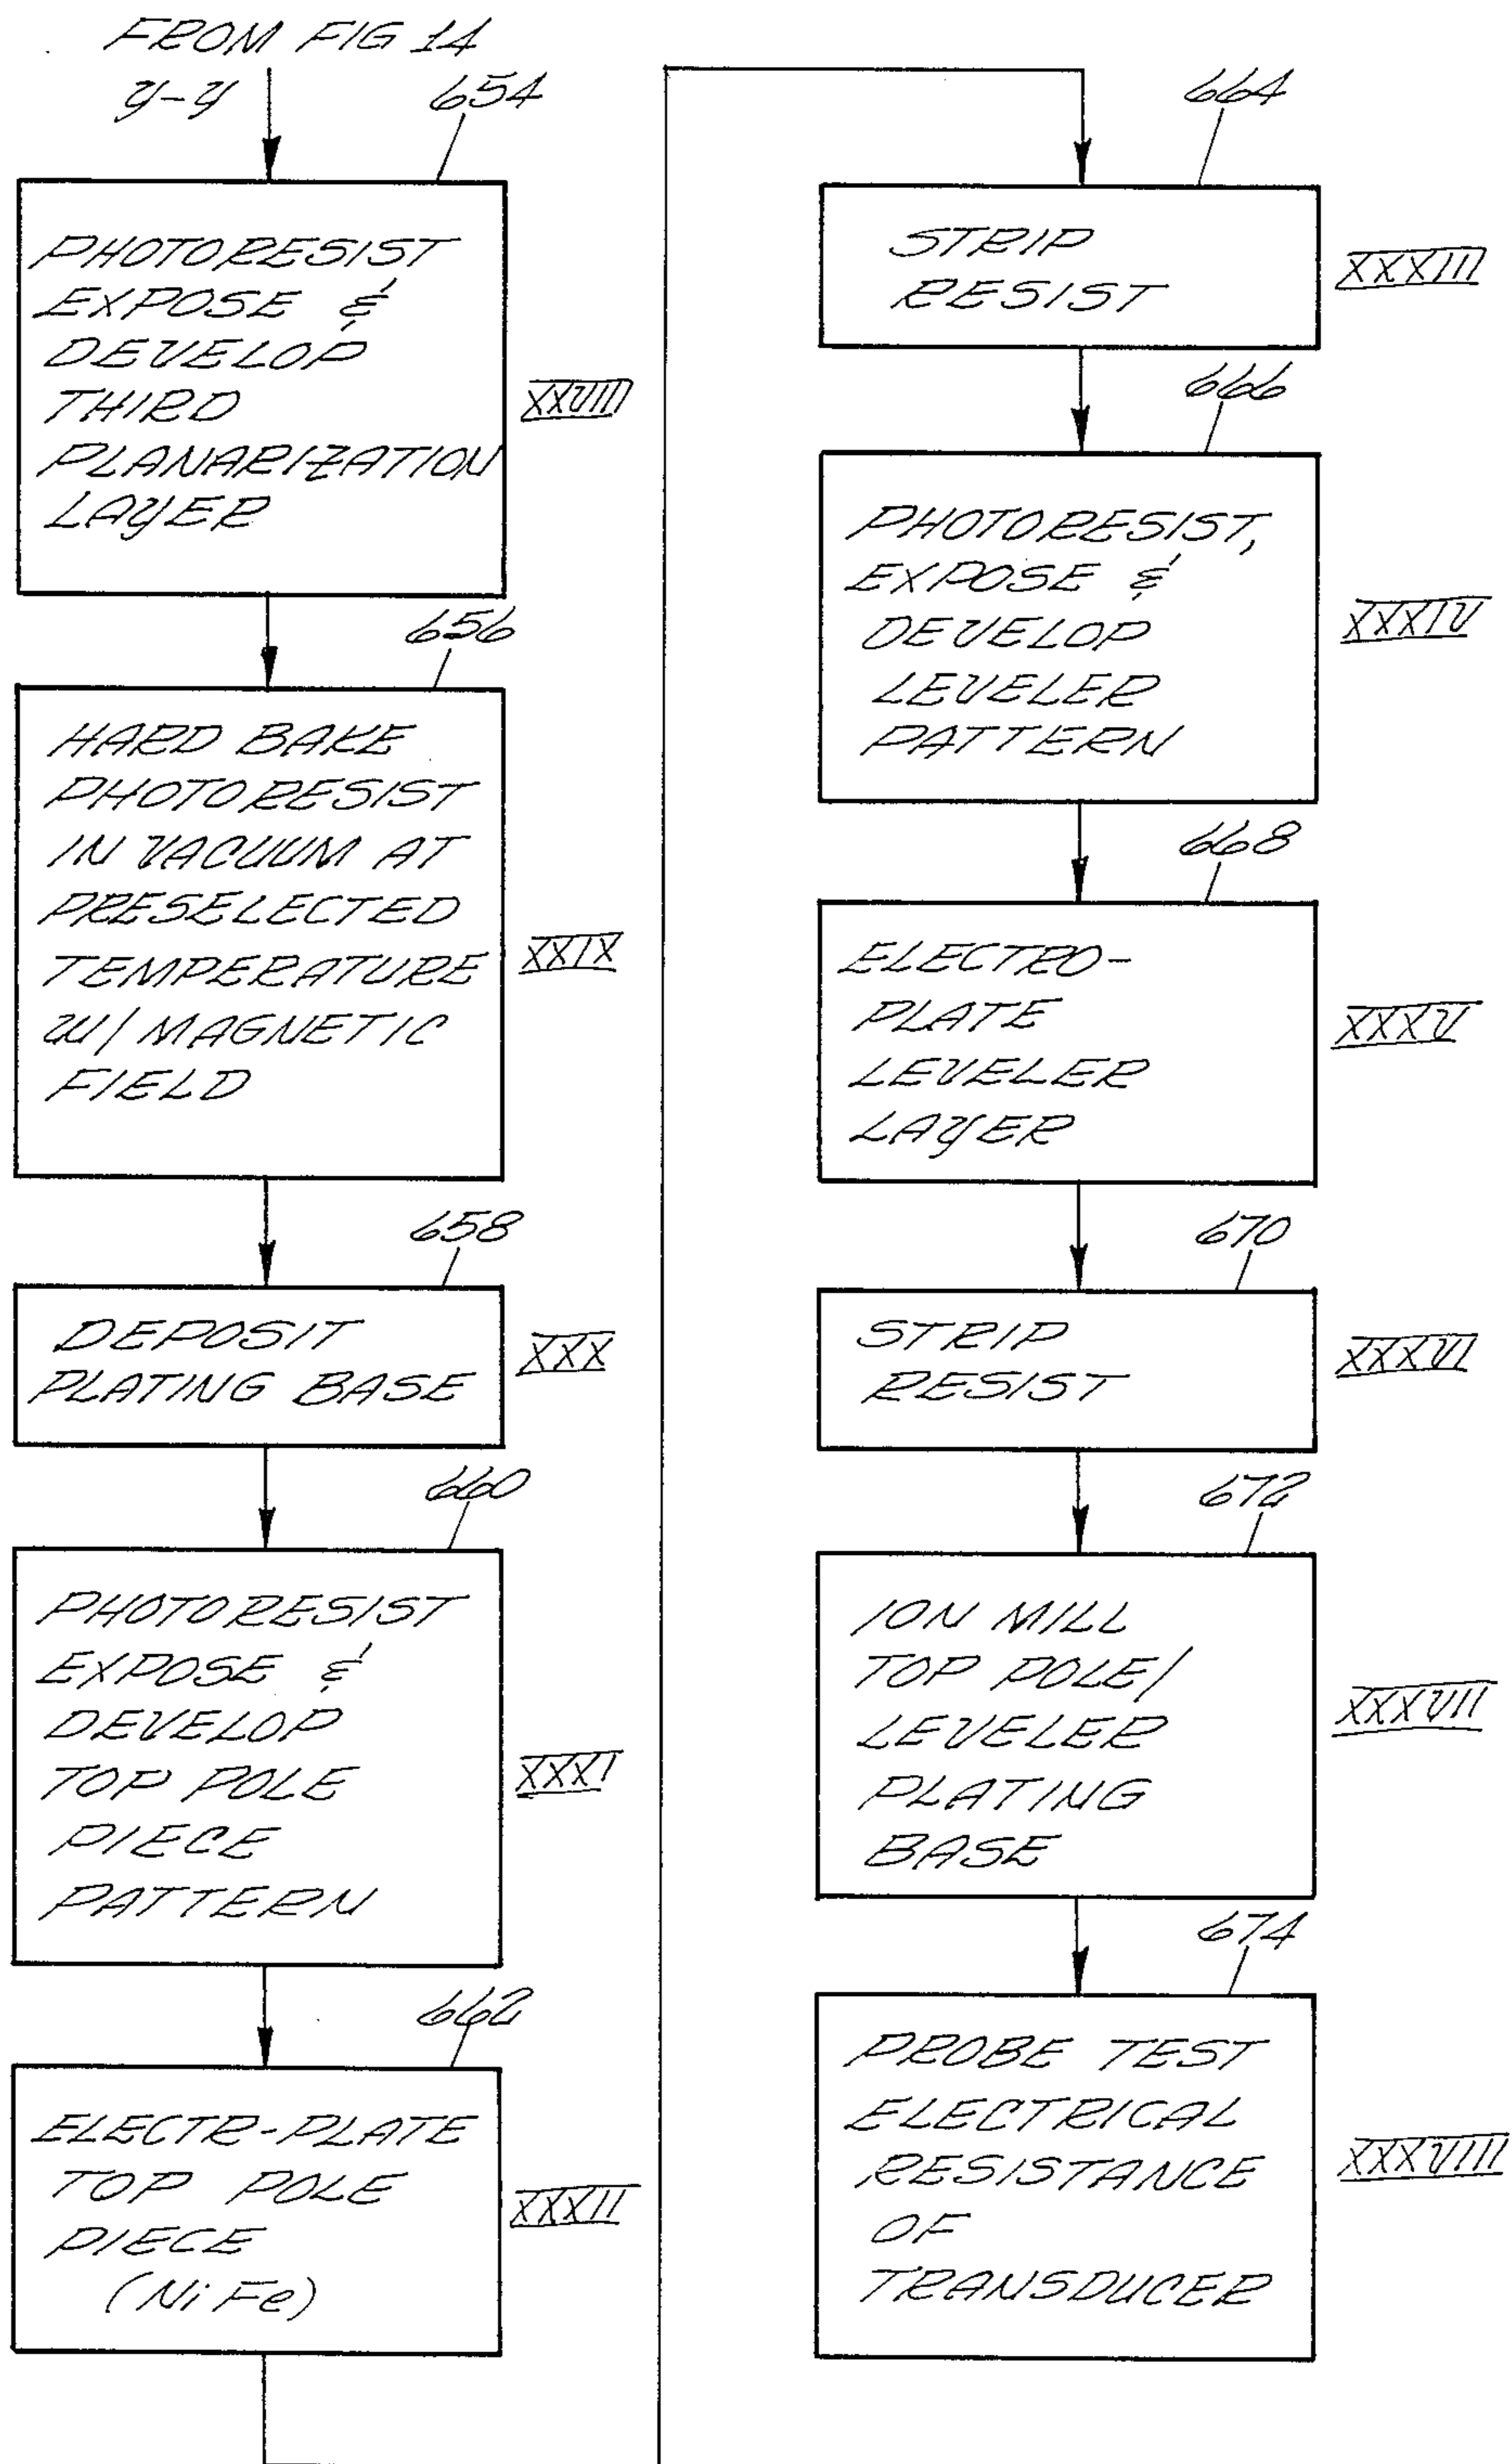 FROM FIG 14
y-y
654
PHOTORESIST
EXPOSE &
DEVELOP
THIRD
PLANARIZATION
LAYER
XXVIII
656
HARD BAKE
PHOTORESIST
IN VACUUM AT
PRESELECTED
TEMPERATURE
W/ MAGNETIC
FIELD
XXIX
658
DEPOSIT
PLATING BASE
XXX
660
PHOTORESIST
EXPOSE &
DEVELOP
TOP POLE
PIECE
PATTERN
XXXI
662
ELECTR-PLATE
TOP POLE
PIECE
(NiFe)
XXXII
664
STRIP
RESIST
XXXIII
666
PHOTORESIST,
EXPOSE &
DEVELOP
LEVELER
PATTERN
XXXIV
668
ELECTRO-
PLATE
LEVELER
LAYER
XXXV
670
STRIP
RESIST
XXXVI
672
ION MILL
TOP POLE/
LEVELER
PLATING
BASE
XXXVII
674
PROBE TEST
ELECTRICAL
RESISTANCE
OF
TRANSDUCER
XXXVIII